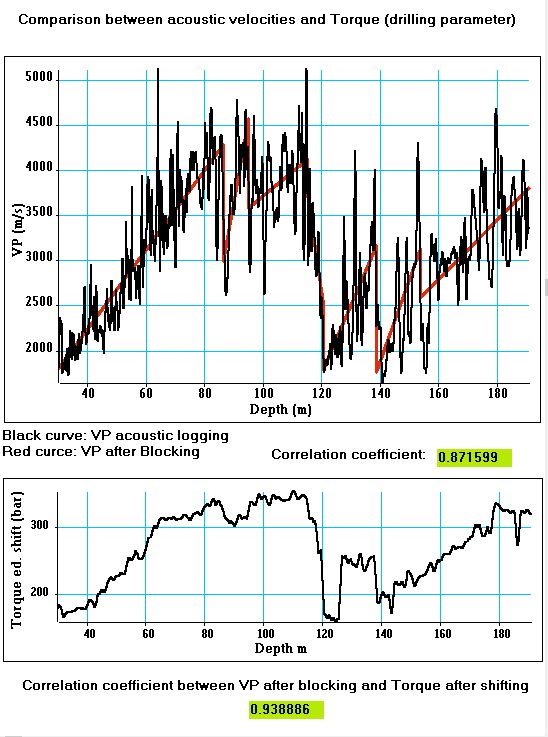 Comparison between acoustic velocities and Torque (drilling parameter)
VP (m/s)
5000
4500
4000
3500
3000
2500
2000
40 60 80 100 120 140 160 180
Depth (m)
Black curve: VP acoustic logging
Red curce: VP after Blocking
Correlation coefficient: 0.871599
Torque ed. shift (bar)
300
200
40 60 80 100 120 140 160 180
Depth m
Correlation coefficient between VP after blocking and Torque after shifting
0.938886